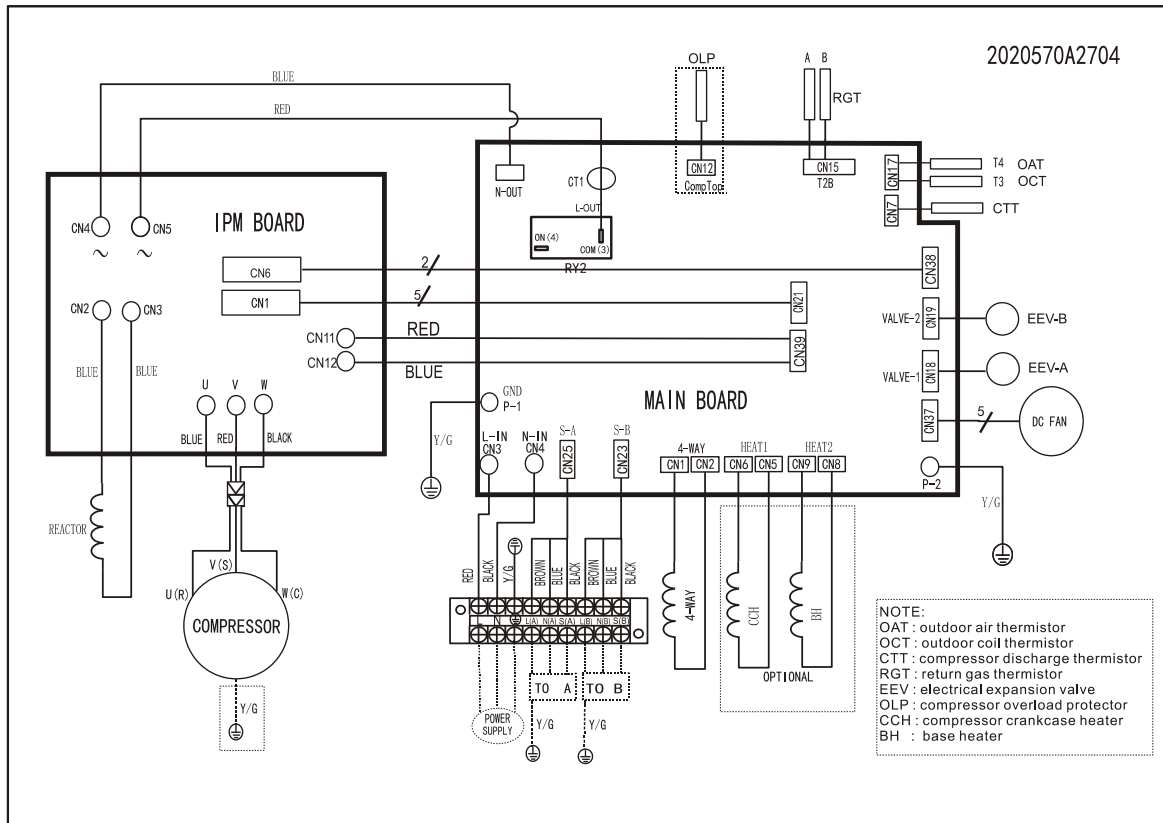 2020570A2704
OLP
A B
RGT
BLUE
RED
CN12
CompTop
CN15
T2B
CN17
T4 OAT
T3 OCT
CN7
CTT
N-OUT
CT1
L-OUT
ON(4)
COM(3)
RY2
IPM BOARD
CN4
CN5
~
~
CN6
2
CN38
CN1
5
CN21
CN2
CN3
CN11
RED
CN39
CN12
BLUE
VALVE-2
CN19
EEV-B
VALVE-1
CN18
EEV-A
BLUE
BLUE
U V W
BLUE
RED
BLACK
MAIN BOARD
CN37
5
DC FAN
GND
P-1
Y/G
L-IN
CN3
N-IN
CN4
S-A
CN25
S-B
CN23
4-WAY
CN1 CN2
HEAT1
CN6 CN5
HEAT2
CN9 CN8
P-2
Y/G
REACTOR
V(S)
U(R)
W(C)
COMPRESSOR
Y/G
RED
BLACK
Y/G
BROWN
BLUE
BLACK
BROWN
BLUE
BLACK
L N L(A) N(A) S(A) L(B) N(B) S(B)
TO A
TO B
POWER
SUPPLY
Y/G
Y/G
4-WAY
CCH
BH
OPTIONAL
NOTE:
OAT : outdoor air thermistor
OCT : outdoor coil thermistor
CTT : compressor discharge thermistor
RGT : return gas thermistor
EEV : electrical expansion valve
OLP : compressor overload protector
CCH : compressor crankcase heater
BH : base heater